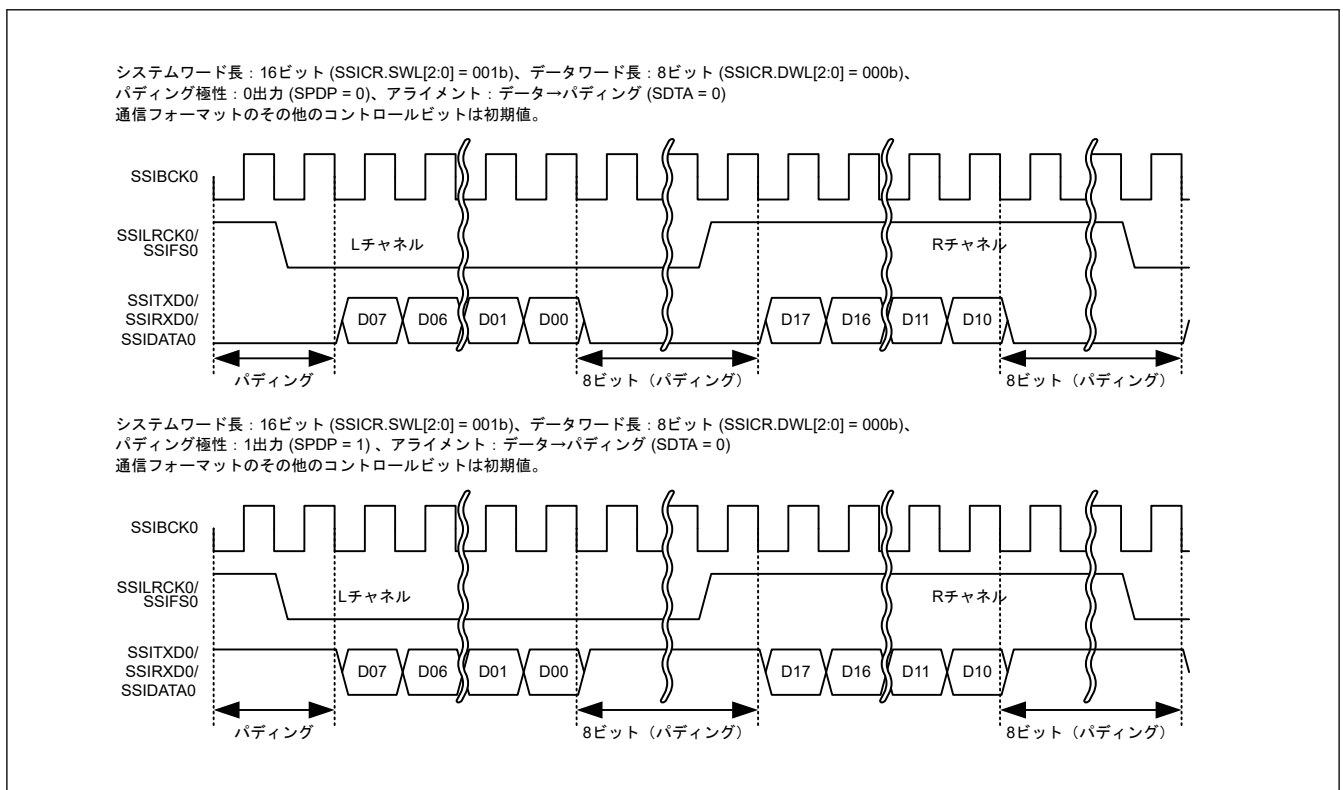 システムワード長：16ビット (SSICR.SWL[2:0] = 001b)、データワード長：8ビット (SSICR.DWL[2:0] = 000b)、
パディング極性：0出力 (SPDP = 0)、アライメント：データ→パディング (SDTA = 0)
通信フォーマットのその他のコントロールビットは初期値。
SSIBCK0
SSILRCK0/
SSIFS0
Lチャネル
Rチャネル
SSITXD0/
SSIRXD0/
SSIDATA0
D07 D06 D01 D00 D17 D16 D11 D10
パディング 8ビット（パディング） 8ビット（パディング）
システムワード長：16ビット (SSICR.SWL[2:0] = 001b)、データワード長：8ビット (SSICR.DWL[2:0] = 000b)、
パディング極性：1出力 (SPDP = 1) 、アライメント：データ→パディング (SDTA = 0)
通信フォーマットのその他のコントロールビットは初期値。
SSIBCK0
SSILRCK0/
SSIFS0
Lチャネル
Rチャネル
SSITXD0/
SSIRXD0/
SSIDATA0
D07 D06 D01 D00 D17 D16 D11 D10
パディング 8ビット（パディング） 8ビット（パディング）